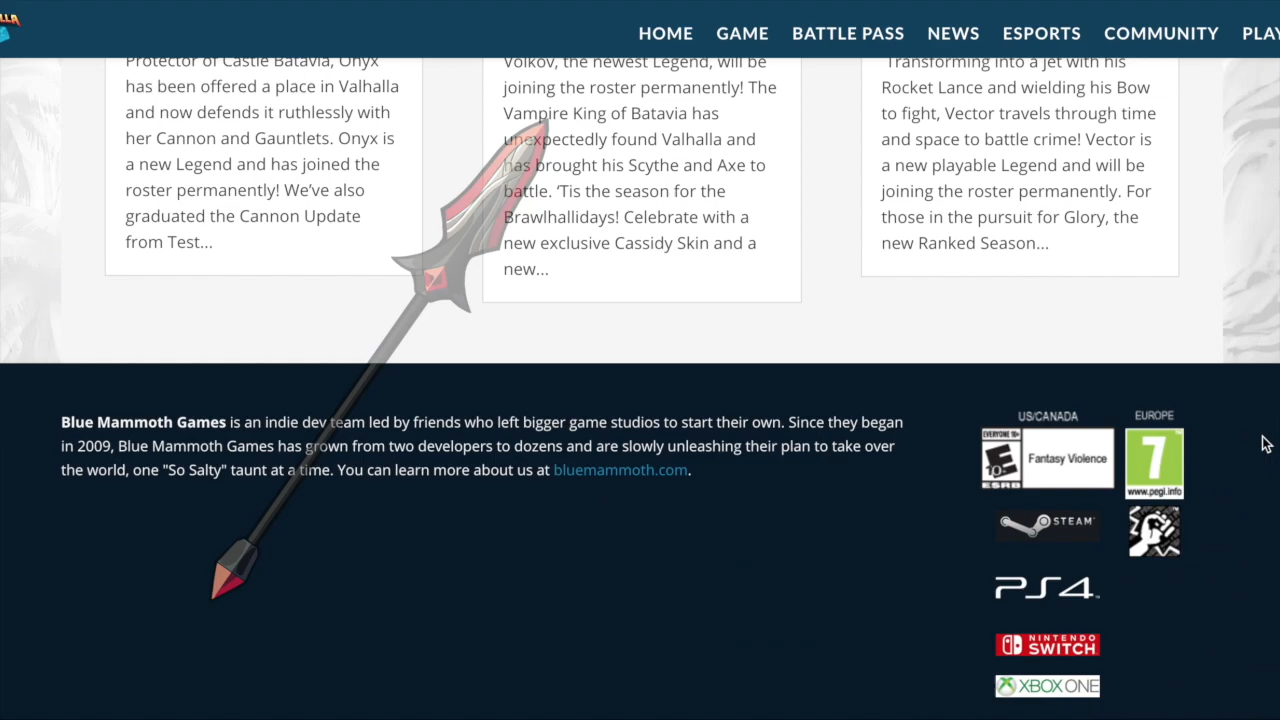 LLA
HOME GAME BATTLE PASS NEWS ESPORTS COMMUNITY PLAY
Protector of Castle Batavia, Onyx
has been offered a place in Valhalla
and now defends it ruthlessly with
her Cannon and Gauntlets. Onyx is
a new Legend and has joined the
roster permanently! We’ve also
graduated the Cannon Update
from Test...
Volkov, the newest Legend, will be
joining the roster permanently! The
Vampire King of Batavia has
unexpectedly found Valhalla and
has brought his Scythe and Axe to
battle. ‘Tis the season for the
Brawlhallidays! Celebrate with a
new exclusive Cassidy Skin and a
new...
Transforming into a jet with his
Rocket Lance and wielding his Bow
to fight, Vector travels through time
and space to battle crime! Vector is
a new playable Legend and will be
joining the roster permanently. For
those in the pursuit for Glory, the
new Ranked Season...
Blue Mammoth Games is an indie dev team led by friends who left bigger game studios to start their own. Since they began
in 2009, Blue Mammoth Games has grown from two developers to dozens and are slowly unleashing their plan to take over
the world, one "So Salty" taunt at a time. You can learn more about us at bluemammoth.com.
US/CANADA
EVERYONE 10+
E
10+
Fantasy Violence
ESRB
EUROPE
7
www.pegi.info
STEAM
PS4
NINTENDO
SWITCH
XBOX ONE